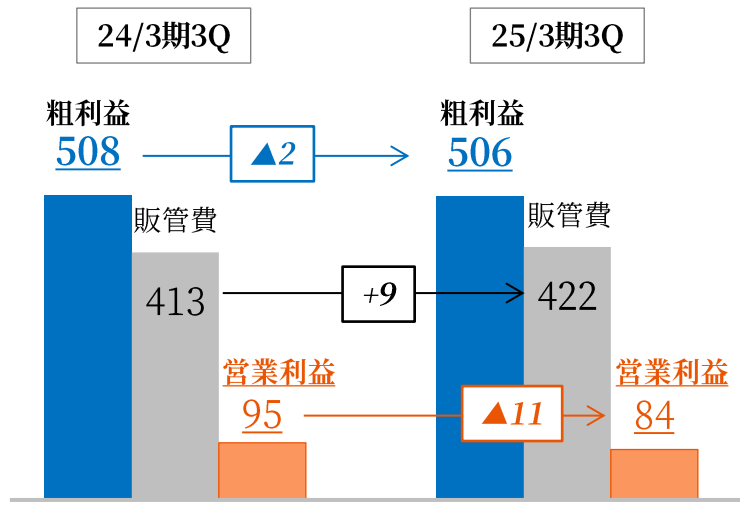 24/3期3Q
25/3期3Q
粗利益
508
▲2
粗利益
506
販管費
413
+9
販管費
422
営業利益
95
▲11
営業利益
84